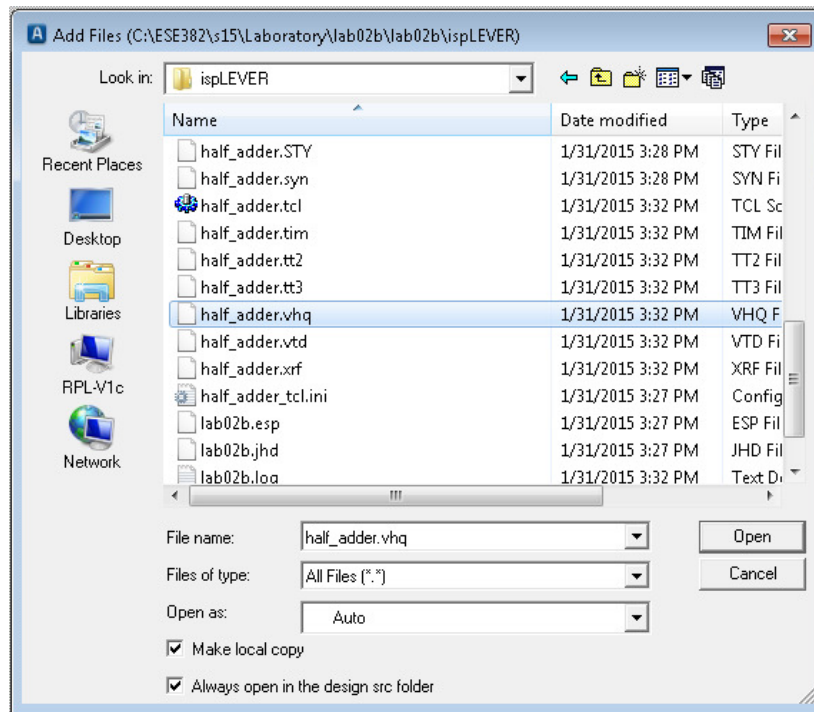 A Add Files (C:\ESE382\s15\Laboratory\lab02b\lab02b\ispLEVER)
Look in: ispLEVER
Recent Places
Desktop
Libraries
RPL-V1c
Network
Name Date modified Type
half_adder.STY 1/31/2015 3:28 PM STY Fil
half_adder.syn 1/31/2015 3:28 PM SYN Fi
half_adder.tcl 1/31/2015 3:32 PM TCL Sc
half_adder.tim 1/31/2015 3:32 PM TIM Fil
half_adder.tt2 1/31/2015 3:32 PM TT2 Fil
half_adder.tt3 1/31/2015 3:32 PM TT3 Fil
half_adder.vhq 1/31/2015 3:32 PM VHQ F
half_adder.vtd 1/31/2015 3:32 PM VTD Fi
half_adder.xrf 1/31/2015 3:32 PM XRF Fil
half_adder_tcl.ini 1/31/2015 3:27 PM Config
lab02b.esp 1/31/2015 3:27 PM ESP Fil
lab02b.jhd 1/31/2015 3:27 PM JHD Fil
lab02b.log 1/31/2015 3:32 PM Text D
File name: half_adder.vhq Open
Files of type: All Files (*.*) Cancel
Open as: Auto
Make local copy
Always open in the design src folder